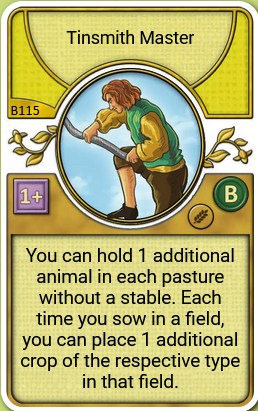 Tinsmith Master
B115
1+
B
You can hold 1 additional
animal in each pasture
without a stable. Each
time you sow in a field,
you can place 1 additional
crop of the respective type
in that field.